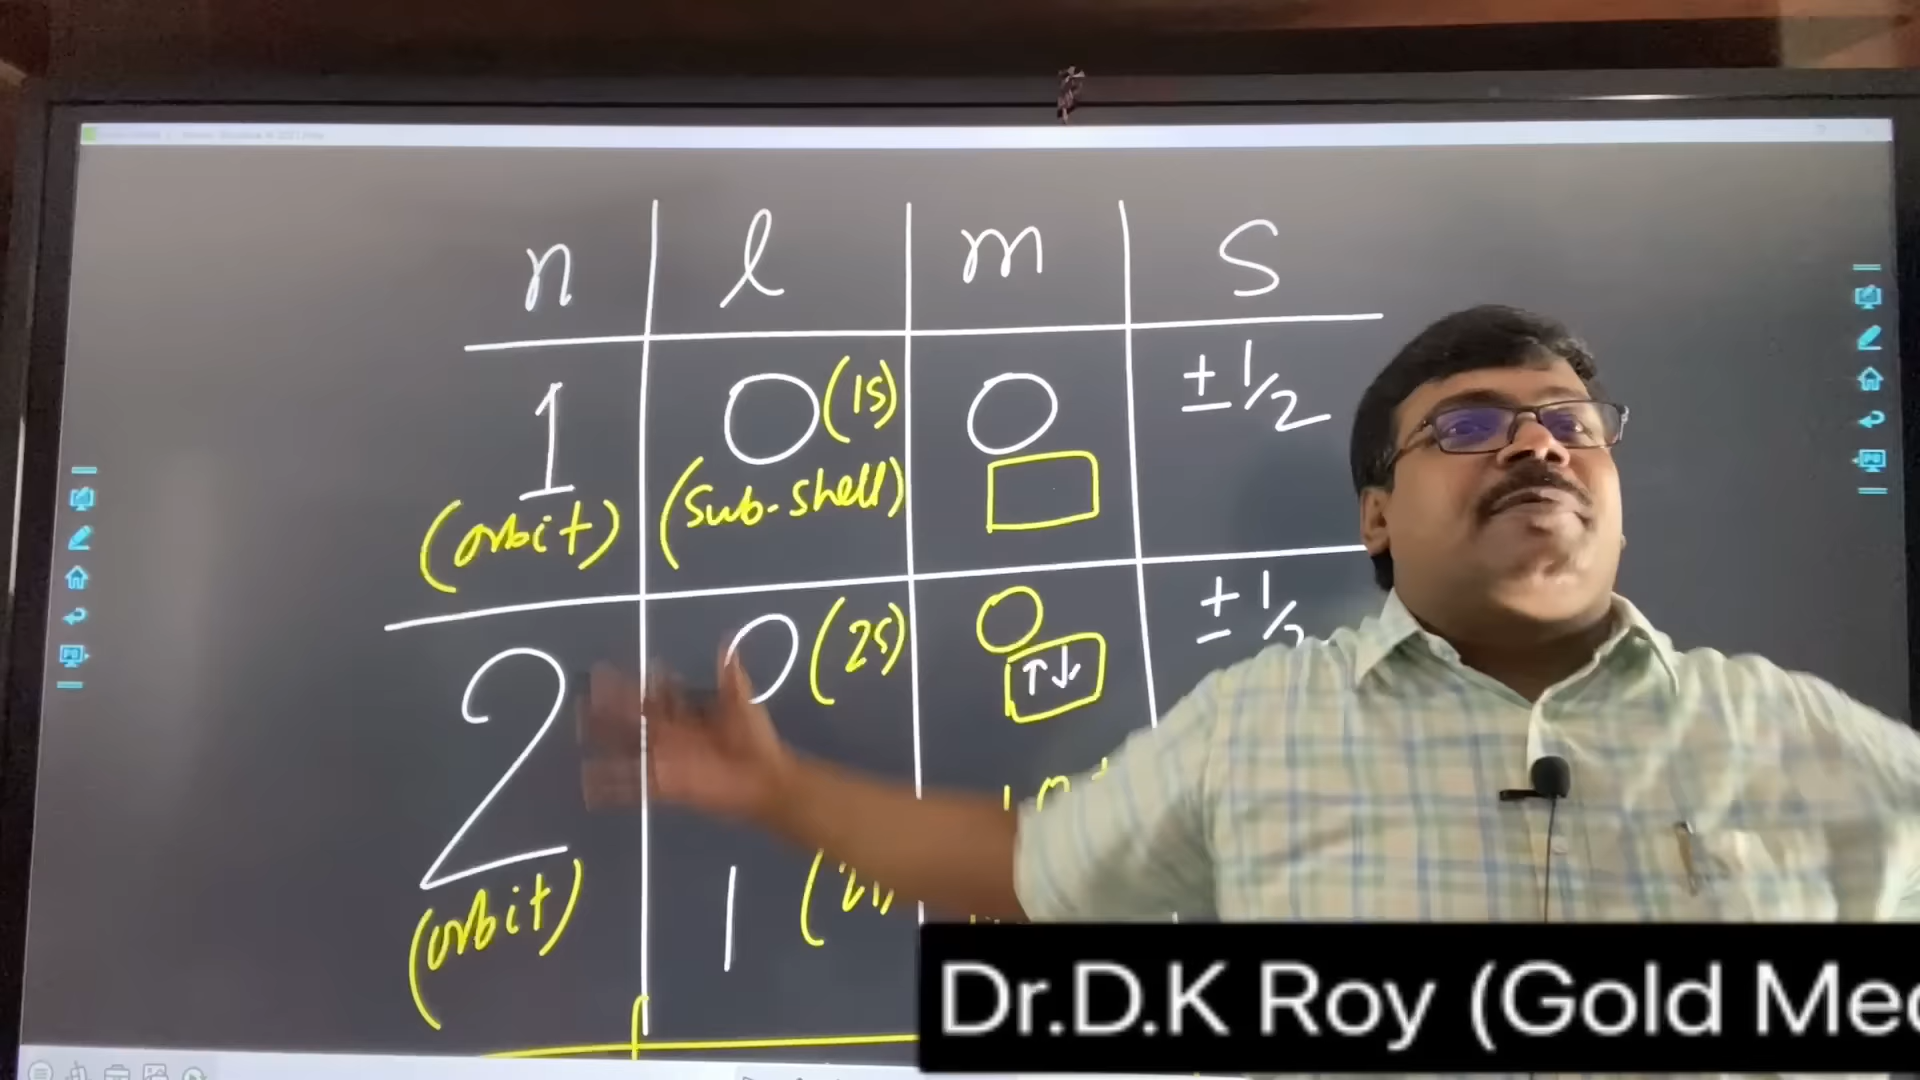 n l m S
1 0 (1s) 0 ±1/2
(orbit) (sub-shell)
2 0 (2s) 0 ±1/2
↑↓
1
(orbit)
Dr.D.K Roy (Gold Med